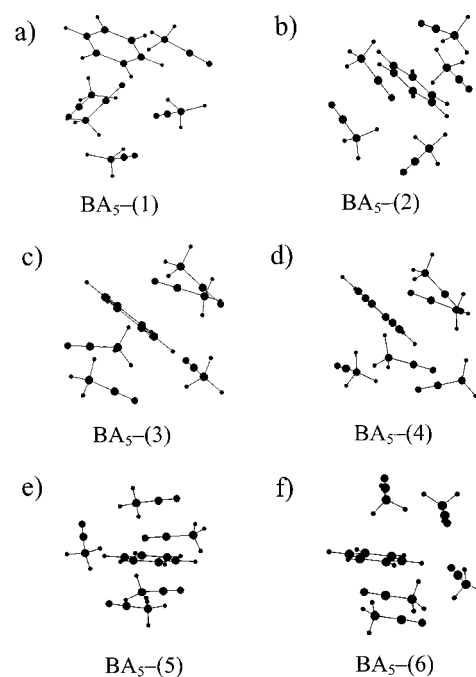 a)
b)
BA₅–(1)
BA₅–(2)
c)
d)
BA₅–(3)
BA₅–(4)
e)
f)
BA₅–(5)
BA₅–(6)